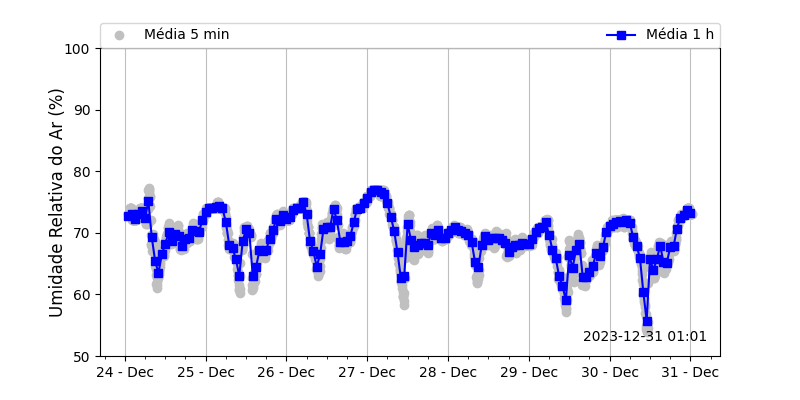 Média 5 min Média 1 h
100
90
80
70
60
50
Umidade Relativa do Ar (%)
2023-12-31 01:01
24 - Dec 25 - Dec 26 - Dec 27 - Dec 28 - Dec 29 - Dec 30 - Dec 31 - Dec